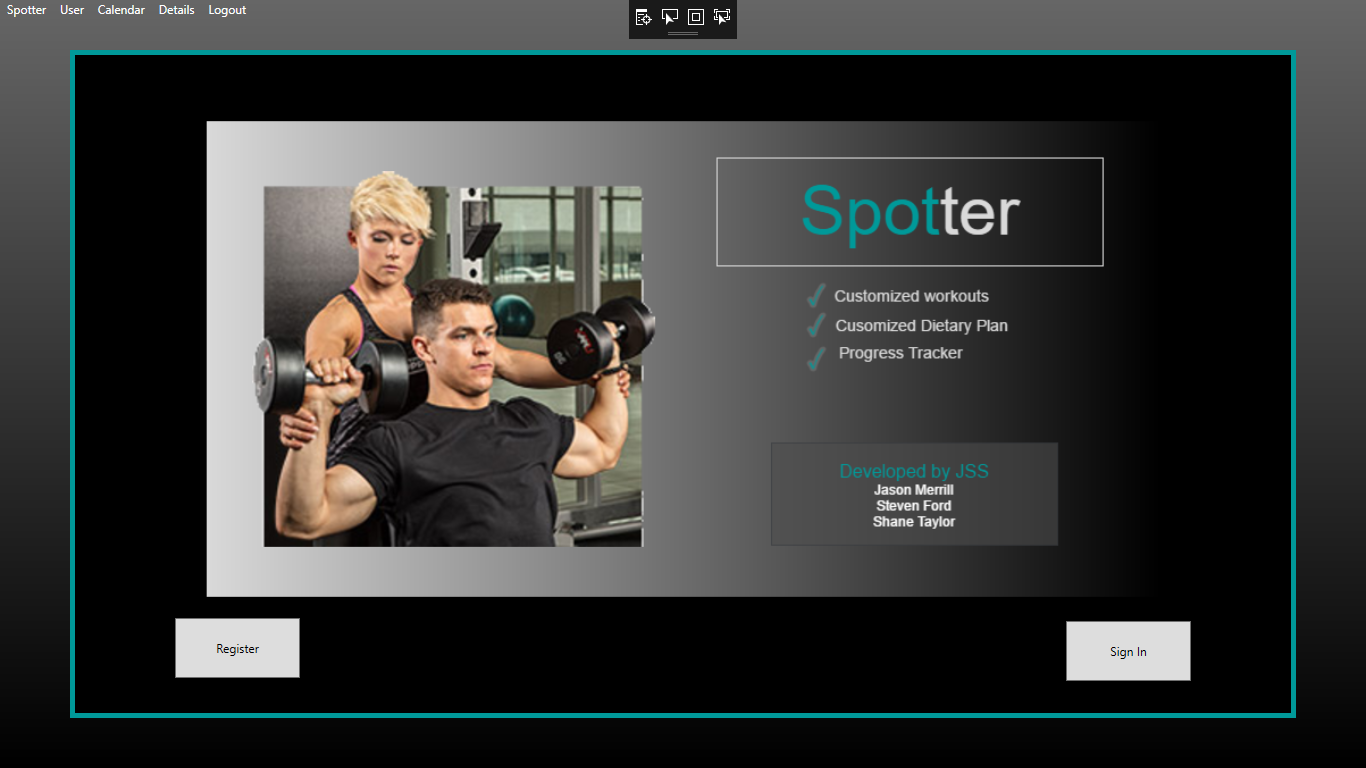 Spotter User Calendar Details Logout
Spotter
Customized workouts
Cusomized Dietary Plan
Progress Tracker
Developed by JSS
Jason Merrill
Steven Ford
Shane Taylor
Register
Sign In